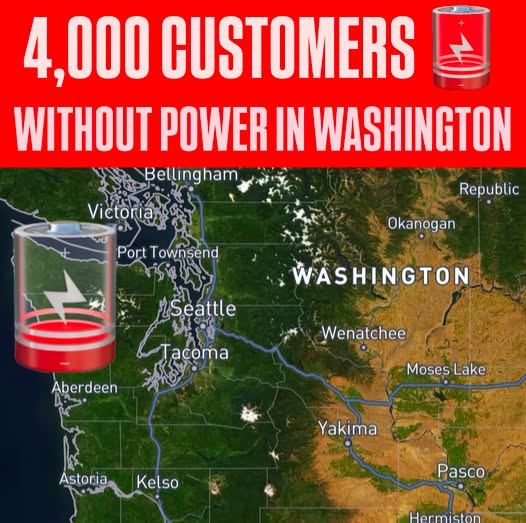 4,000 CUSTOMERS
WITHOUT POWER IN WASHINGTON
Bellingham
Republic
Victoria
Okanogan
Port Townsend
WASHINGTON
Seattle
Wenatchee
Tacoma
Moses Lake
Aberdeen
Yakima
Pasco
Astoria
Kelso
Hermiston